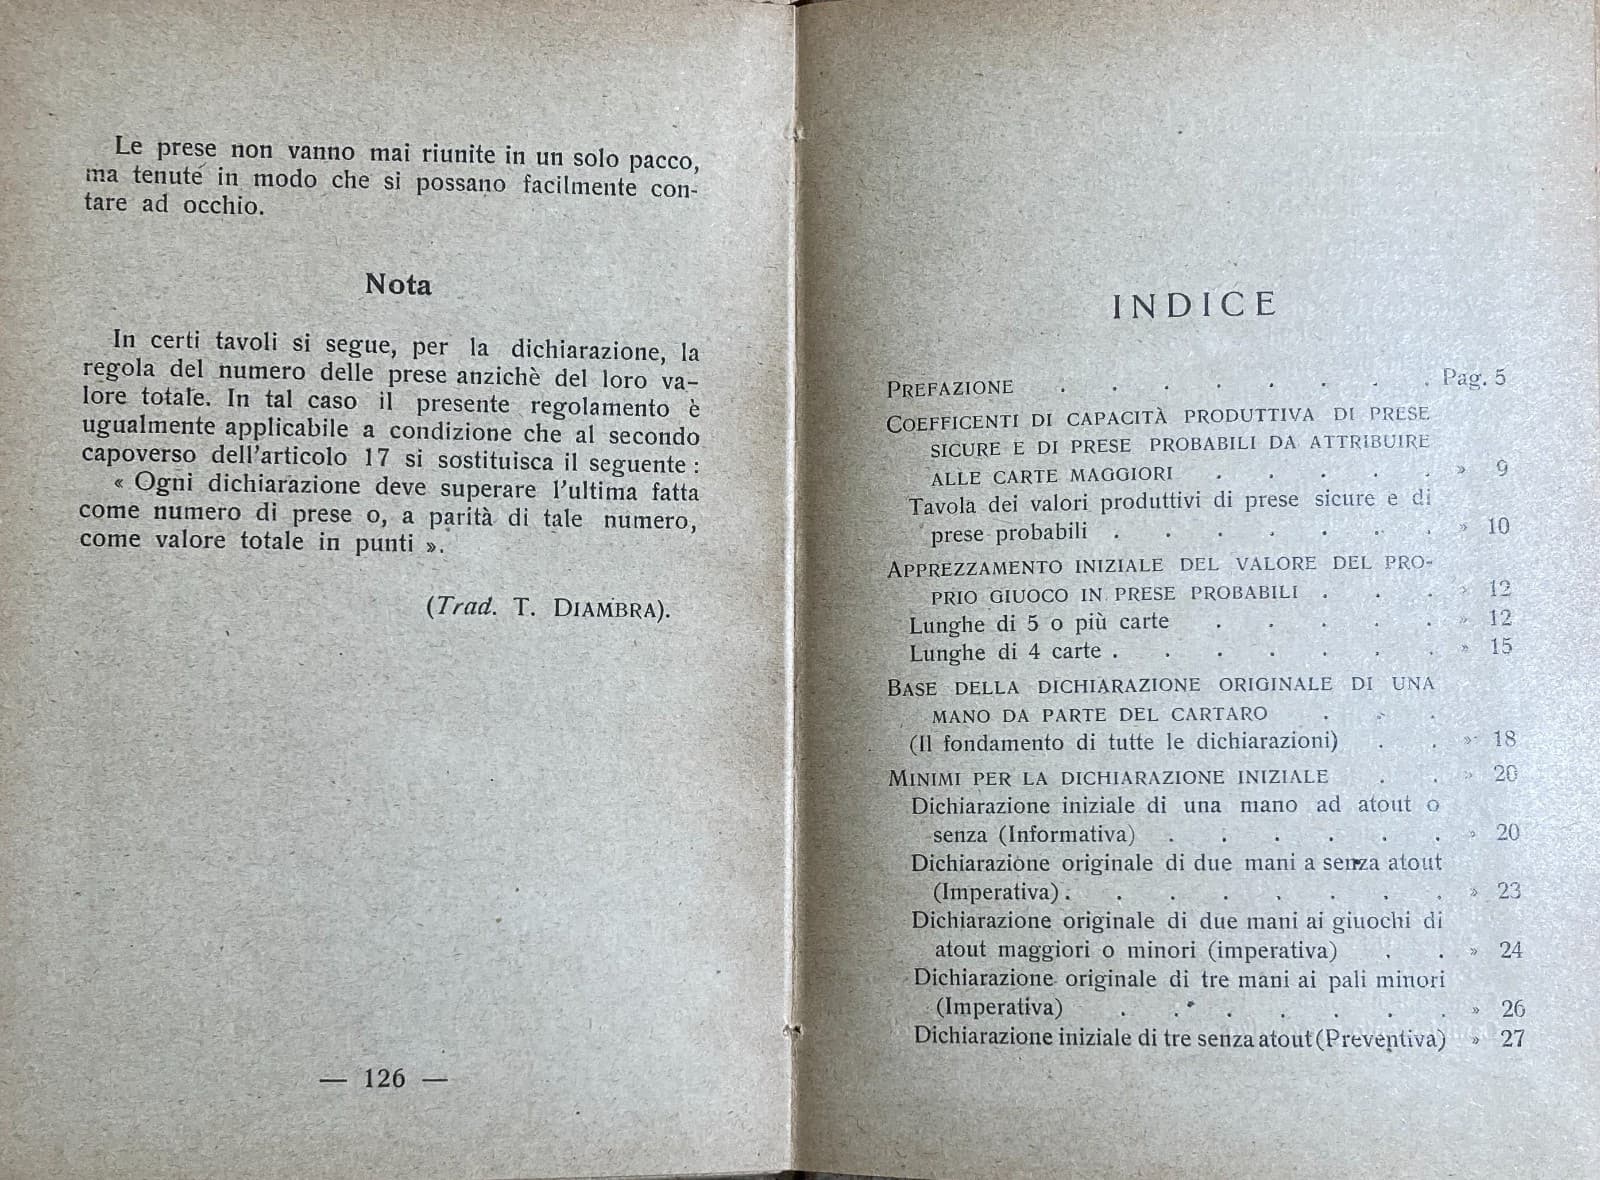 Le prese non vanno mai riunite in un solo pacco,
ma tenute in modo che si possano facilmente con-
tare ad occhio.
Nota
In certi tavoli si segue, per la dichiarazione, la
regola del numero delle prese anzichè del loro va-
lore totale. In tal caso il presente regolamento è
ugualmente applicabile a condizione che al secondo
capoverso dell'articolo 17 si sostituisca il seguente :
« Ogni dichiarazione deve superare l'ultima fatta
come numero di prese o, a parità di tale numero,
come valore totale in punti ».
(Trad. T. DIAMBRA).
— 126 —
INDICE
PREFAZIONE . . . . . . . . Pag. 5
COEFFICENTI DI CAPACITÀ PRODUTTIVA DI PRESE
SICURE E DI PRESE PROBABILI DA ATTRIBUIRE
ALLE CARTE MAGGIORI . . . . . » 9
Tavola dei valori produttivi di prese sicure e di
prese probabili . . . . . . . » 10
APPREZZAMENTO INIZIALE DEL VALORE DEL PRO-
PRIO GIUOCO IN PRESE PROBABILI . . . » 12
Lunghe di 5 o più carte . . . . . » 12
Lunghe di 4 carte . . . . . . . » 15
BASE DELLA DICHIARAZIONE ORIGINALE DI UNA
MANO DA PARTE DEL CARTARO . . .
(Il fondamento di tutte le dichiarazioni) . . » 18
MINIMI PER LA DICHIARAZIONE INIZIALE . . » 20
Dichiarazione iniziale di una mano ad atout o
senza (Informativa) . . . . . . » 20
Dichiarazione originale di due mani a senza atout
(Imperativa) . . . . . . . . » 23
Dichiarazione originale di due mani ai giuochi di
atout maggiori o minori (imperativa) . . » 24
Dichiarazione originale di tre mani ai pali minori
(Imperativa) . . . . . . . » 26
Dichiarazione iniziale di tre senza atout (Preventiva) » 27